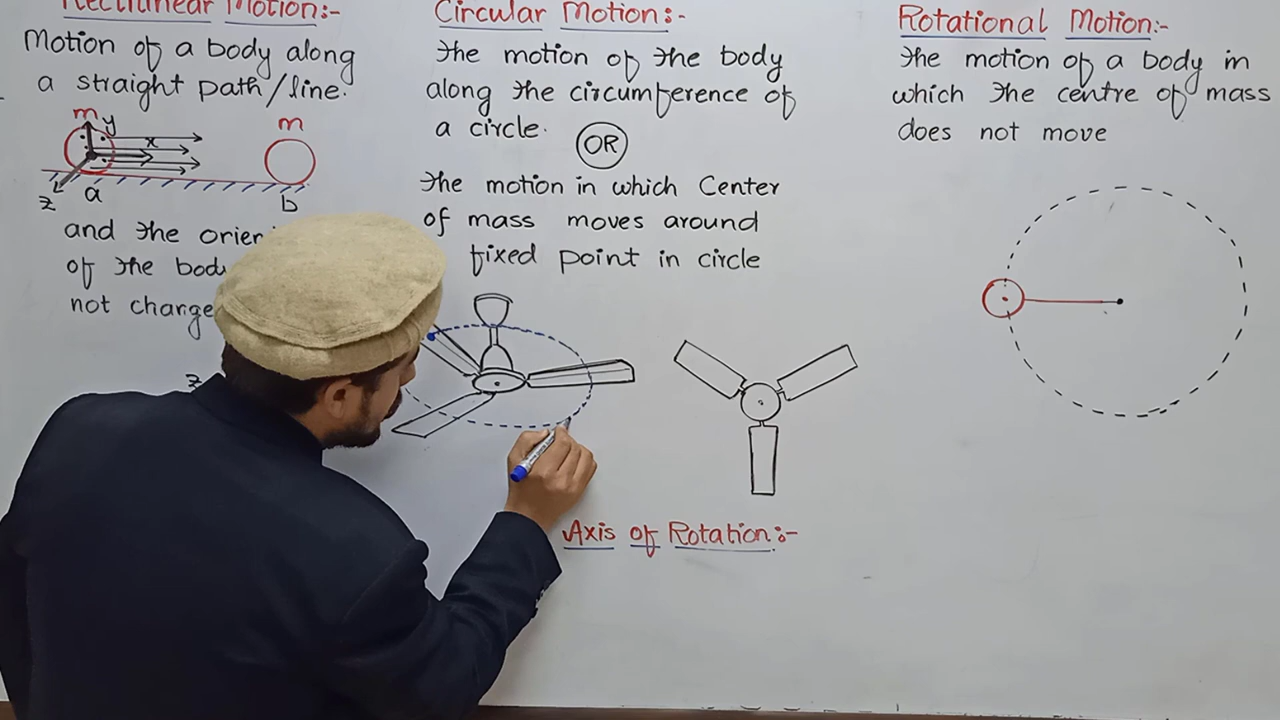 Rectilinear Motion:-
Motion of a body along
a straight path/line.
m
y
x
m
z
a
b
and the orien
of the bod
not change
z
Circular Motion:-
The motion of the body
along the circumference of
a circle.
OR
The motion in which Center
of mass moves around
fixed point in circle
Axis of Rotation:-
Rotational Motion:-
The motion of a body in
which the centre of mass
does not move